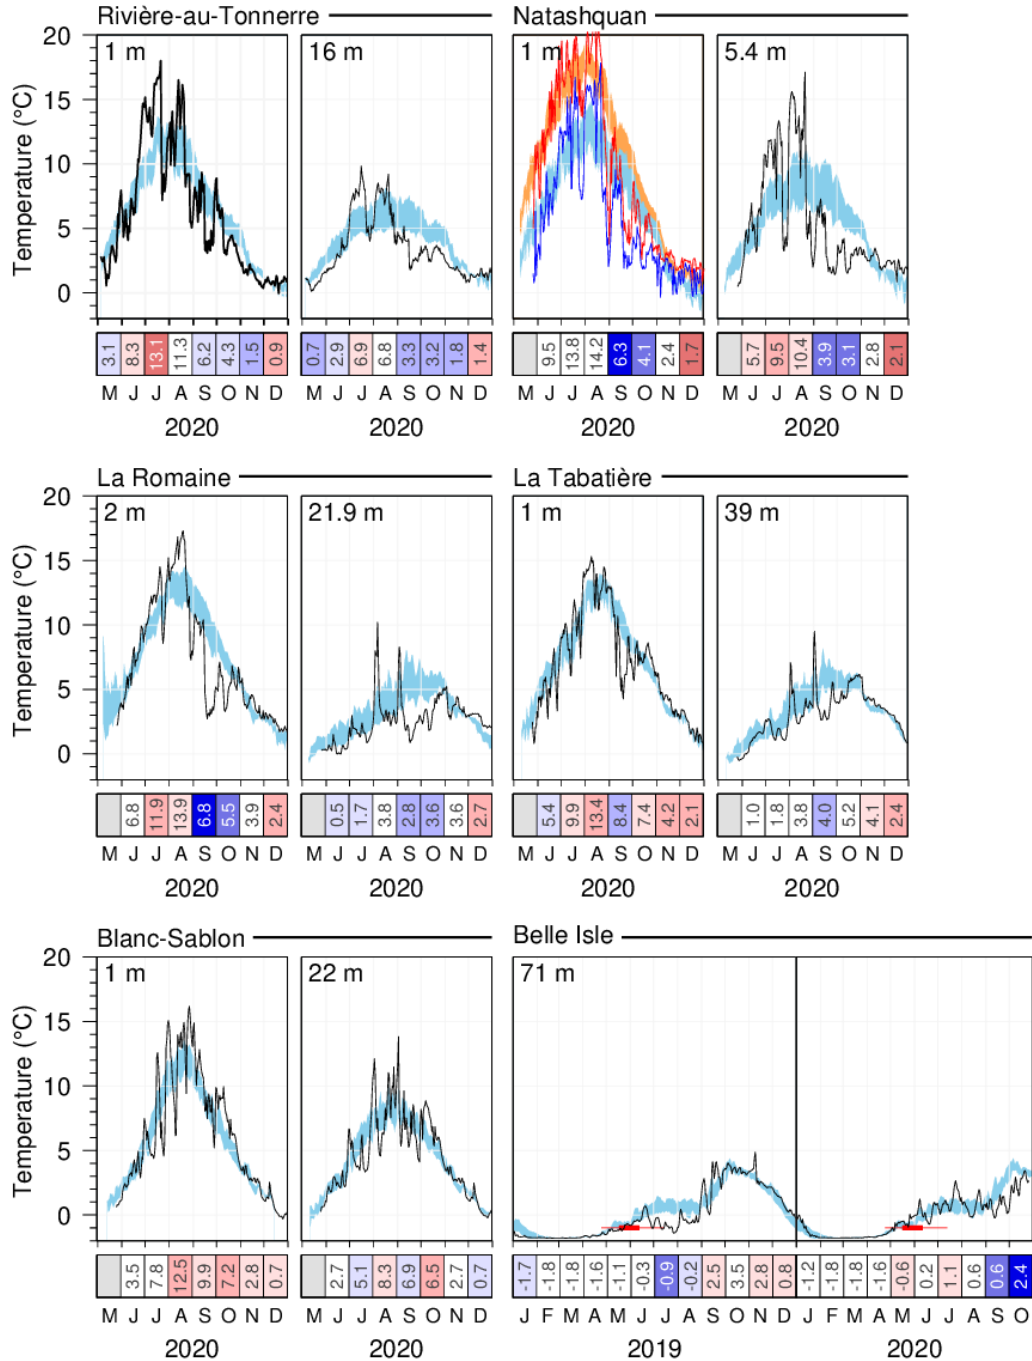 Rivière-au-Tonnerre Natashquan
Temperature (°C)
20
15
10
5
0
1 m 16 m 1 m 5.4 m
3.1 8.3 13.1 11.3 6.2 4.3 1.5 0.9 0.7 2.9 6.9 6.8 3.3 3.2 1.8 1.4 9.5 13.8 14.2 6.3 4.1 2.4 1.7 5.7 9.5 10.4 3.9 3.1 2.8 2.1
M J J A S O N D M J J A S O N D M J J A S O N D M J J A S O N D
2020 2020 2020 2020
La Romaine La Tabatière
Temperature (°C)
20
15
10
5
0
2 m 21.9 m 1 m 39 m
6.8 11.9 13.9 6.8 5.5 3.9 2.4 0.5 1.7 3.8 2.8 3.6 3.6 2.7 5.4 9.9 13.4 8.4 7.4 4.2 2.1 1.0 1.8 3.8 4.0 5.2 4.1 2.4
M J J A S O N D M J J A S O N D M J J A S O N D M J J A S O N D
2020 2020 2020 2020
Blanc-Sablon Belle Isle
Temperature (°C)
20
15
10
5
0
1 m 22 m 71 m
3.5 7.8 12.5 9.9 7.2 2.8 0.7 2.7 5.1 8.3 6.9 6.5 2.7 0.7 -1.7 -1.8 -1.8 -1.6 -1.1 -0.3 -0.9 -0.2 2.5 3.5 2.8 0.8 -1.2 -1.8 -1.8 -1.6 -0.6 0.2 1.1 0.6 0.6 2.4
M J J A S O N D M J J A S O N D J F M A M J J A S O N D J F M A M J J A S O
2020 2020 2019 2020